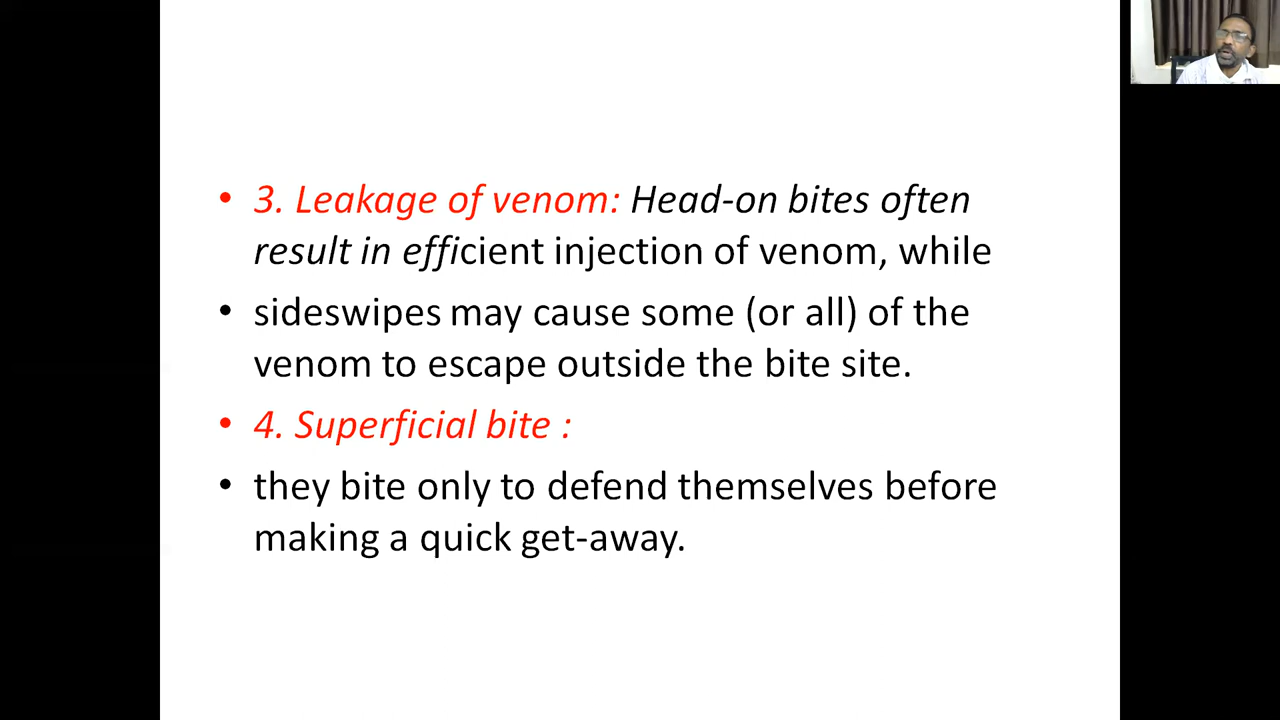 • 3. Leakage of venom: Head-on bites often
result in efficient injection of venom, while
• sideswipes may cause some (or all) of the
venom to escape outside the bite site.
• 4. Superficial bite :
• they bite only to defend themselves before
making a quick get-away.